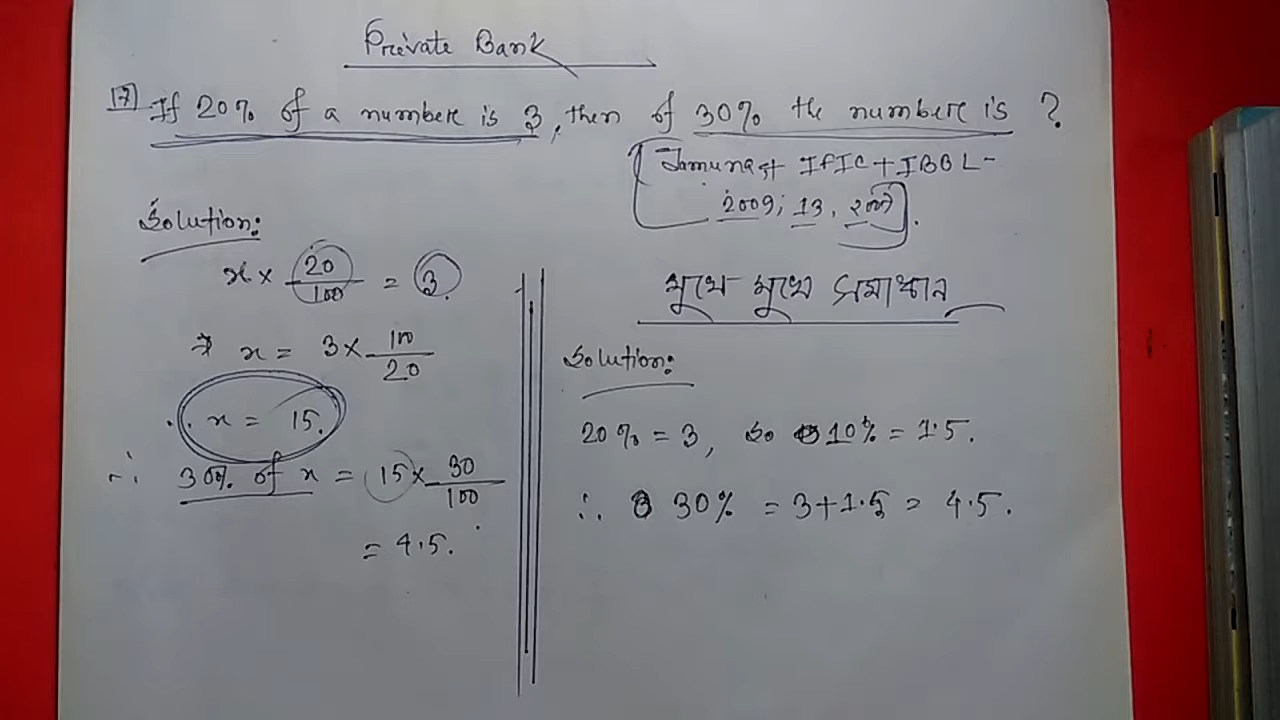 Private Bank
17) If 20% of a number is 3, then of 30% the number is ?
[Jamuna + IFIC + IBBL -
2009, 13,
Solution:
x × 20/100 = 3.
⇒ x = 3 × 100/20
∴ x = 15.
∴ 30% of x = 15 × 30/100
= 4.5.
মুখে মুখে সমাধান
Solution:
20% = 3, So 10% = 1.5.
∴ 30% = 3+1.5 = 4.5.